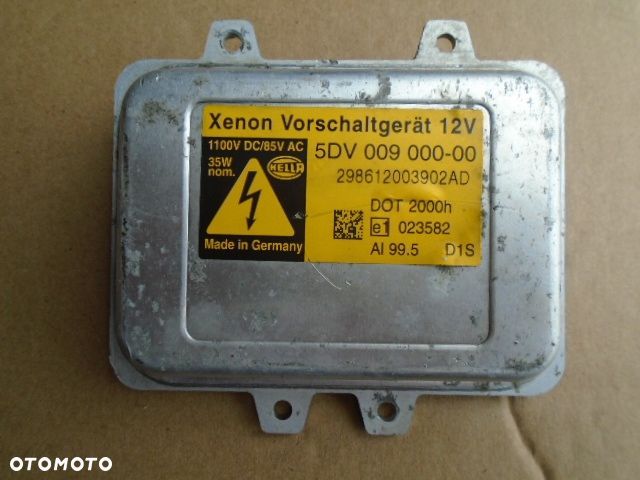 Xenon Vorschaltgerät 12V
1100V DC/85V AC
35W
nom.
HELLA
Made in Germany
5DV 009 000-00
298612003902AD
DOT 2000h
e1 023582
AI 99.5 D1S
OTOMOTO